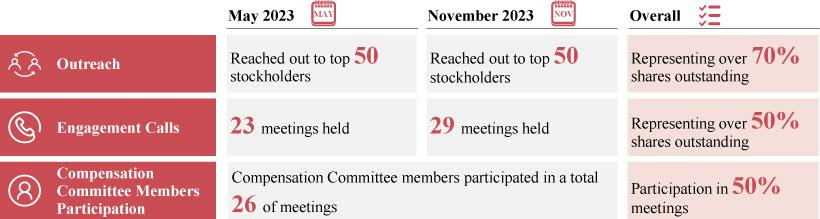 May 2023 MAY November 2023 NOV Overall
Outreach
Reached out to top 50
stockholders
Reached out to top 50
stockholders
Representing over 70%
shares outstanding
Engagement Calls
23 meetings held
29 meetings held
Representing over 50%
shares outstanding
Compensation
Committee Members
Participation
Compensation Committee members participated in a total
26 of meetings
Participation in 50%
meetings